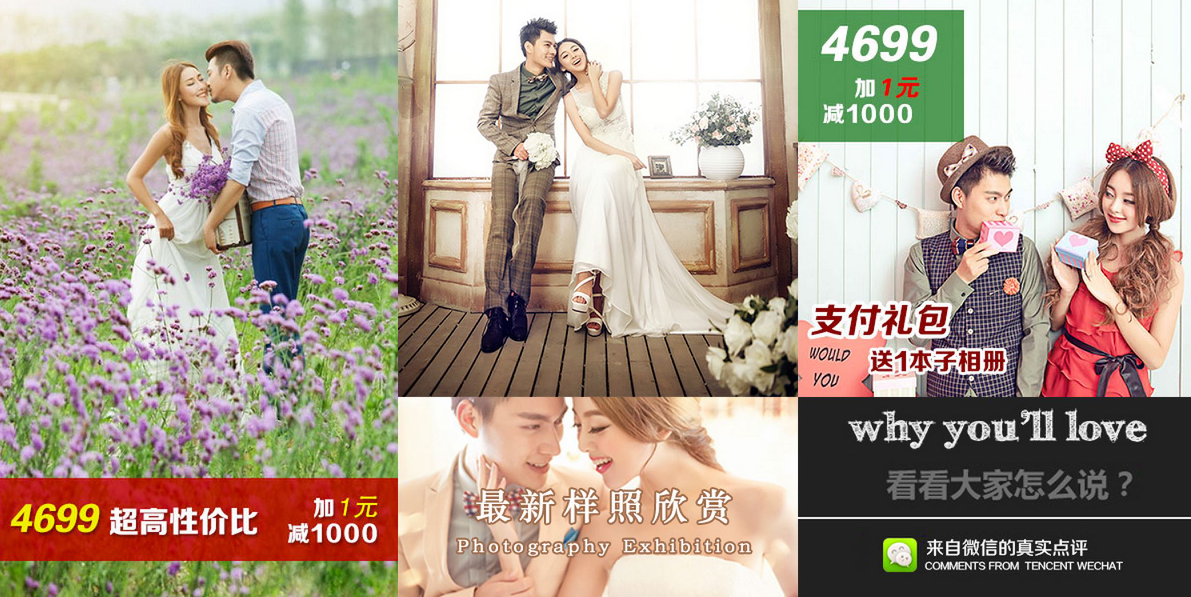 4699 超高性价比
加1元
减1000
最新样照欣赏
Photography Exhibition
4699
加1元
减1000
支付礼包
送1本子相册
WOULD
YOU
why you'll love
看看大家怎么说？
来自微信的真实点评
COMMENTS FROM TENCENT WECHAT